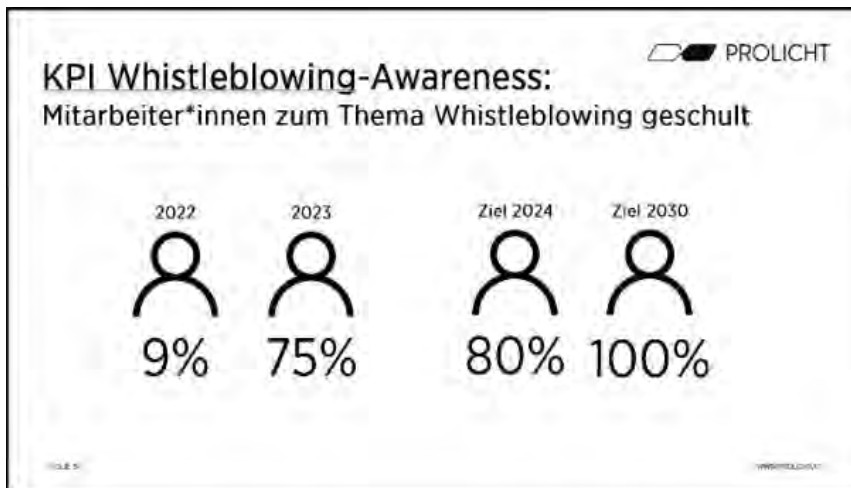 PROLICHT
KPI Whistleblowing-Awareness:
Mitarbeiter*innen zum Thema Whistleblowing geschult
2022 2023 Ziel 2024 Ziel 2030
9% 75% 80% 100%